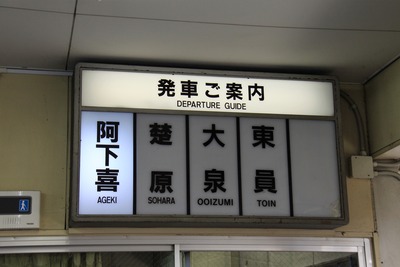 発車ご案内
DEPARTURE GUIDE
阿下喜
AGEKI
楚原
SOHARA
大泉
OOIZUMI
東員
TOIN